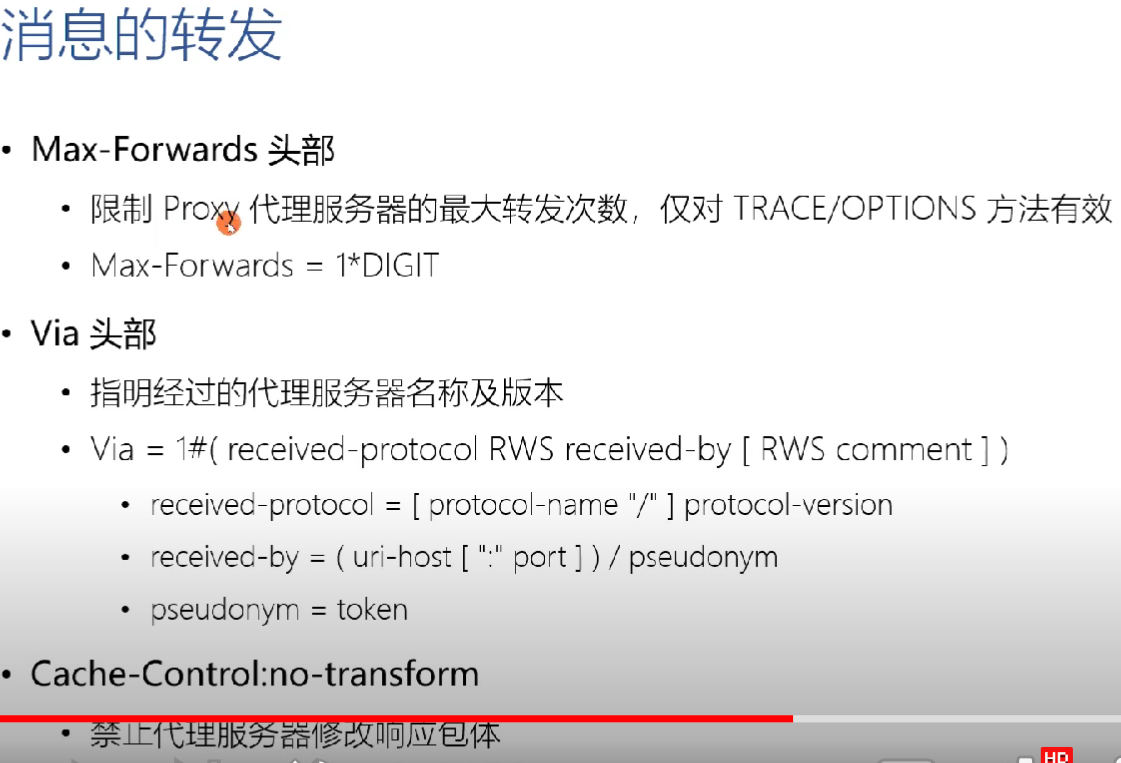 消息的转发
• Max-Forwards 头部
• 限制 Proxy 代理服务器的最大转发次数，仅对 TRACE/OPTIONS 方法有效
• Max-Forwards = 1*DIGIT
• Via 头部
• 指明经过的代理服务器名称及版本
• Via = 1#( received-protocol RWS received-by [ RWS comment ] )
• received-protocol = [ protocol-name "/" ] protocol-version
• received-by = ( uri-host [ ":" port ] ) / pseudonym
• pseudonym = token
• Cache-Control:no-transform
• 禁止代理服务器修改响应包体
HD